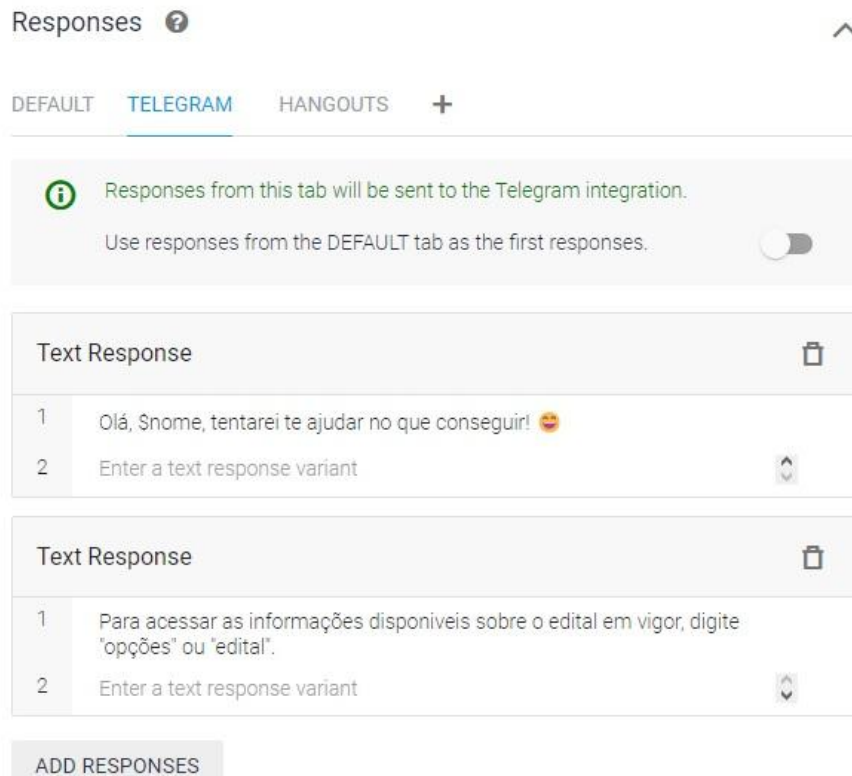 Responses
DEFAULT TELEGRAM HANGOUTS +
Responses from this tab will be sent to the Telegram integration.
Use responses from the DEFAULT tab as the first responses.
Text Response
1 Olá, $nome, tentarei te ajudar no que conseguir! 😄
2 Enter a text response variant
Text Response
1 Para acessar as informações disponiveis sobre o edital em vigor, digite
"opções" ou "edital".
2 Enter a text response variant
ADD RESPONSES